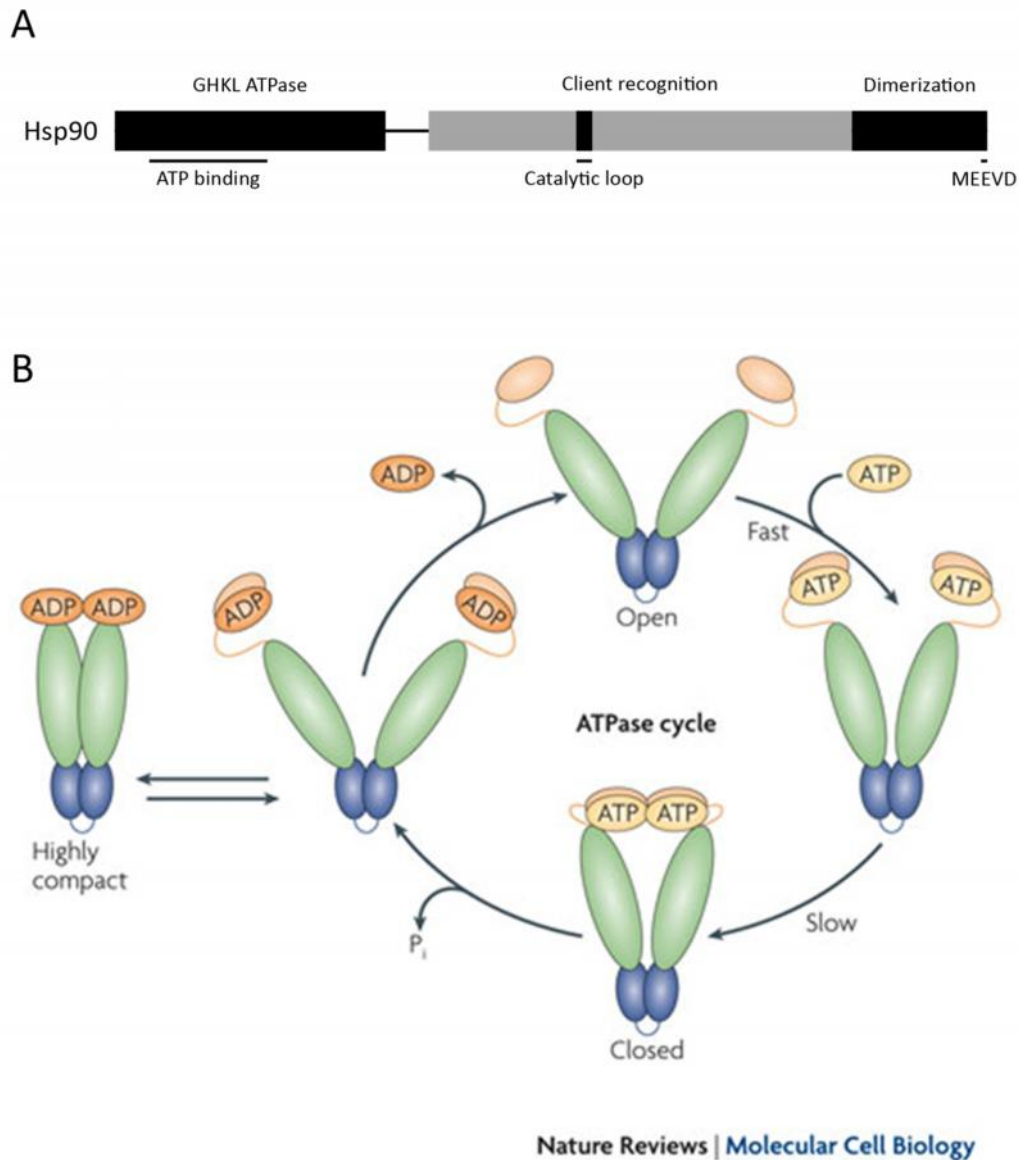 A
GHKL ATPase
Client recognition
Dimerization
Hsp90
ATP binding
Catalytic loop
MEEVD
B
ADP
ATP
Fast
Open
ATP
ATP
ADP
ADP
ADP
ADP
ATPase cycle
ATP
ATP
Highly
compact
Slow
Pi
Closed
Nature Reviews | Molecular Cell Biology